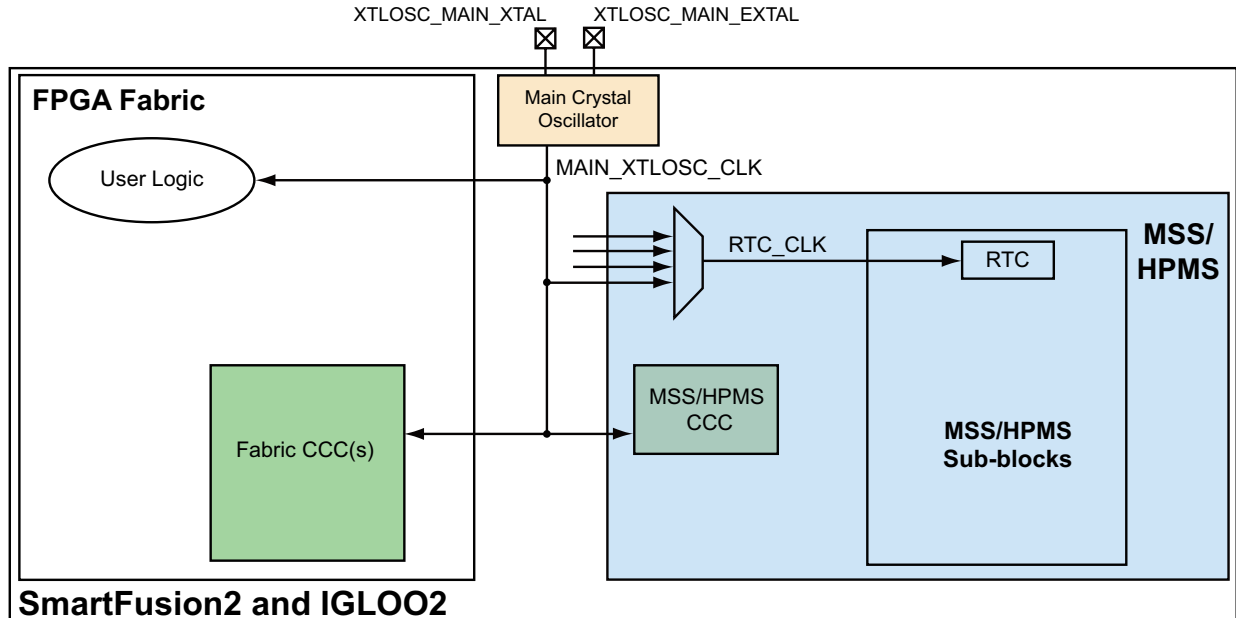 XTLOSC_MAIN_XTAL
XTLOSC_MAIN_EXTAL
FPGA Fabric
Main Crystal
Oscillator
User Logic
MAIN_XTLOSC_CLK
MSS/
HPMS
RTC_CLK
RTC
MSS/HPMS
CCC
Fabric CCC(s)
MSS/HPMS
Sub-blocks
SmartFusion2 and IGLOO2